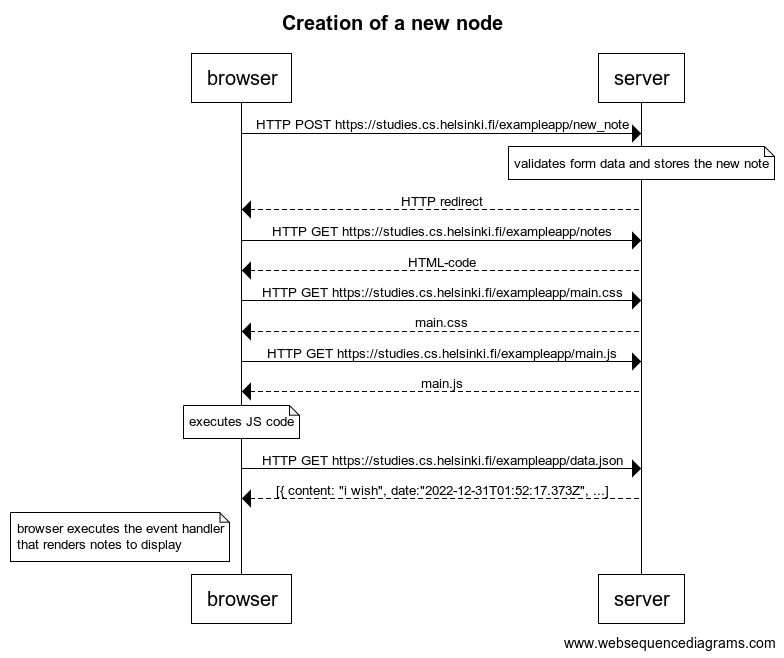 Creation of a new node
browser
server
HTTP POST https://studies.cs.helsinki.fi/exampleapp/new_note
validates form data and stores the new note
HTTP redirect
HTTP GET https://studies.cs.helsinki.fi/exampleapp/notes
HTML-code
HTTP GET https://studies.cs.helsinki.fi/exampleapp/main.css
main.css
HTTP GET https://studies.cs.helsinki.fi/exampleapp/main.js
main.js
executes JS code
HTTP GET https://studies.cs.helsinki.fi/exampleapp/data.json
[{ content: "i wish", date:"2022-12-31T01:52:17.373Z", ...]
browser executes the event handler
that renders notes to display
browser
server
www.websequencediagrams.com